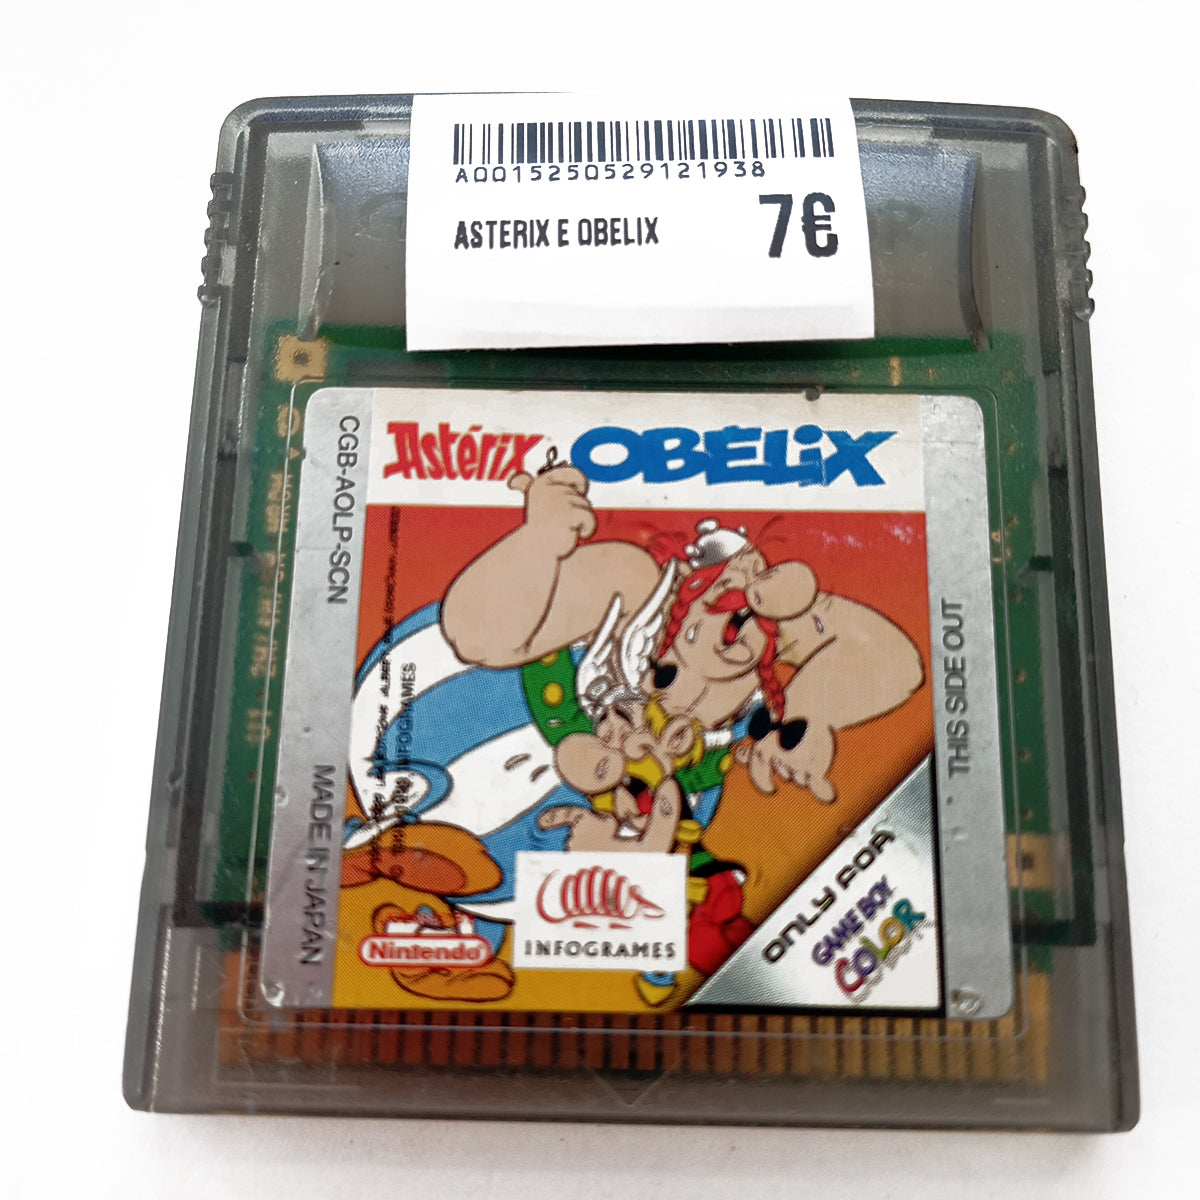 A0015250529121938
ASTERIX E OBELIX
7€
Astérix OBELiX
CGB-AOLP-SCN
MADE IN JAPAN
INFOGRAMES
Nintendo
INFOGRAMES
ONLY FOR
GAME BOY
COLOR
THIS SIDE OUT